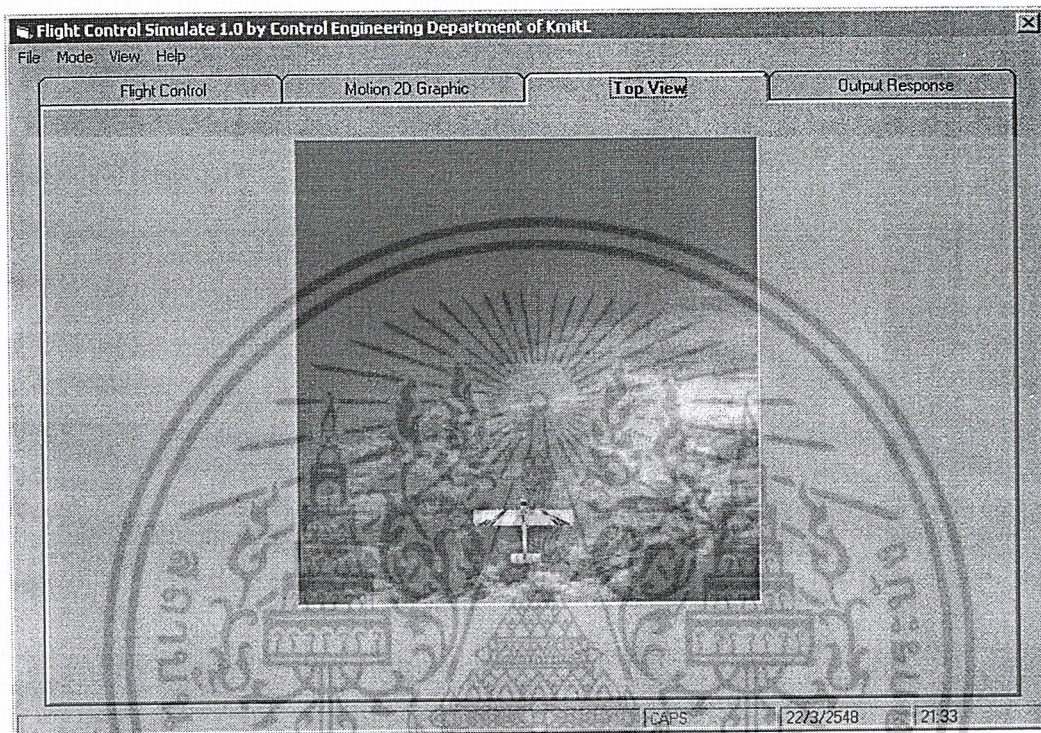 Flight Control Simulate 1.0 by Control Engineering Department of KmitL
File Mode View Help
Flight Control Motion 2D Graphic Top View Output Response
CAPS 22/3/2548 21:33